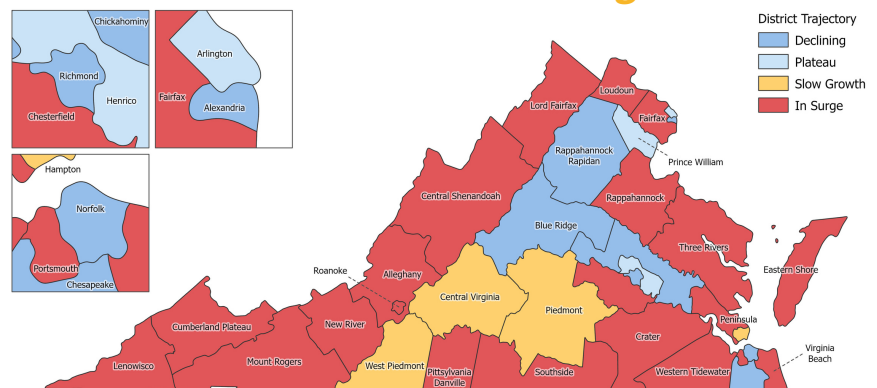 District Trajectory
Declining
Plateau
Slow Growth
In Surge
Chickahominy
Richmond
Henrico
Chesterfield
Arlington
Fairfax
Alexandria
Hampton
Norfolk
Portsmouth
Chesapeake
Loudoun
Lord Fairfax
Fairfax
Rappahannock
Rapidan
Prince William
Central Shenandoah
Rappahannock
Blue Ridge
Three Rivers
Roanoke
Alleghany
Eastern Shore
Central Virginia
Piedmont
Cumberland Plateau
New River
Peninsula
Crater
Virginia
Beach
Lenowisco
Mount Rogers
West Piedmont
Pittsylvania
Danville
Southside
Western Tidewater